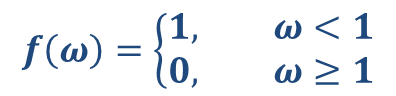 f(ω) = {1, ω < 1
0, ω ≥ 1